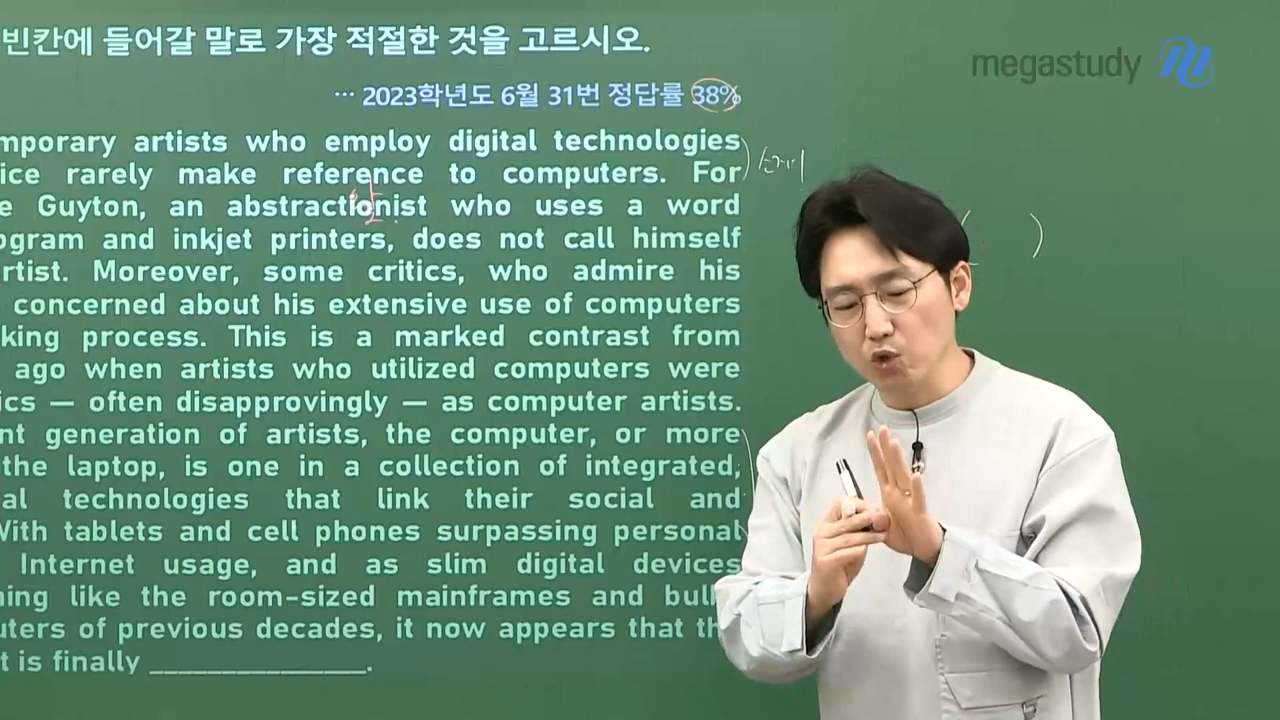 빈칸에 들어갈 말로 가장 적절한 것을 고르시오.
megastudy
··· 2023학년도 6월 31번 정답률 38%
mporary artists who employ digital technologies
ice rarely make reference to computers. For
e Guyton, an abstractionist who uses a word
ogram and inkjet printers, does not call himself
rtist. Moreover, some critics, who admire his
concerned about his extensive use of computers
king process. This is a marked contrast from
ago when artists who utilized computers were
ics — often disapprovingly — as computer artists.
nt generation of artists, the computer, or more
the laptop, is one in a collection of integrated,
al technologies that link their social and
With tablets and cell phones surpassing personal
Internet usage, and as slim digital devices
ning like the room-sized mainframes and bulk
uters of previous decades, it now appears that th
t is finally ________________.